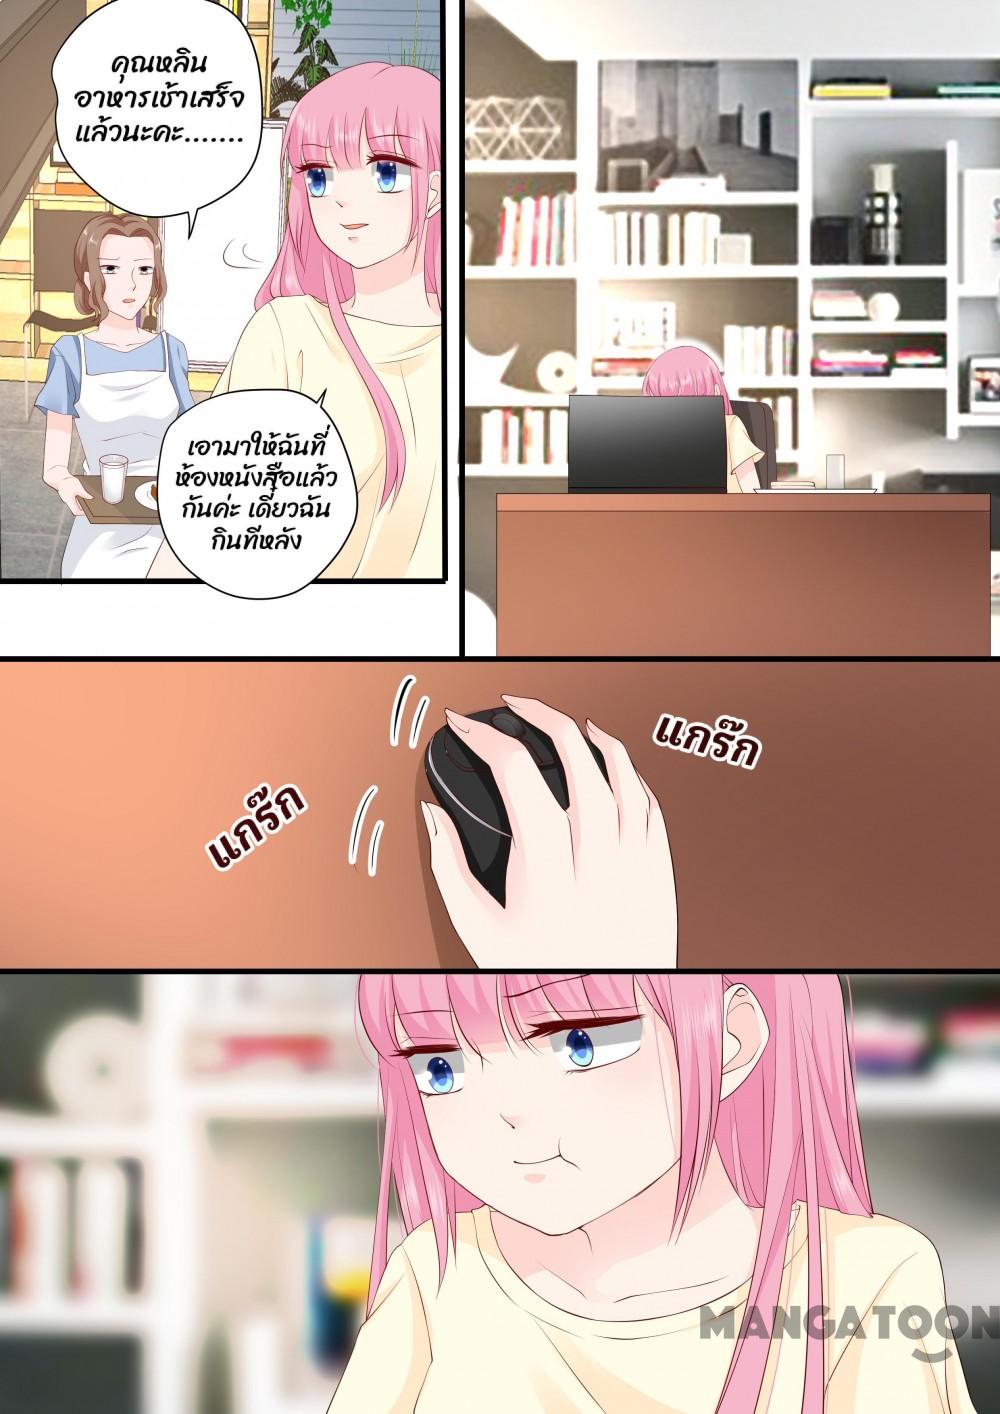 คุณหลิน
อาหารเช้าเสร็จ
แล้วนะคะ.......
เอามาให้ฉันที่
ห้องหนังสือแล้ว
กันค่ะ เดี๋ยวฉัน
กินทีหลัง
แกร๊ก
แกร๊ก
MANGATOON